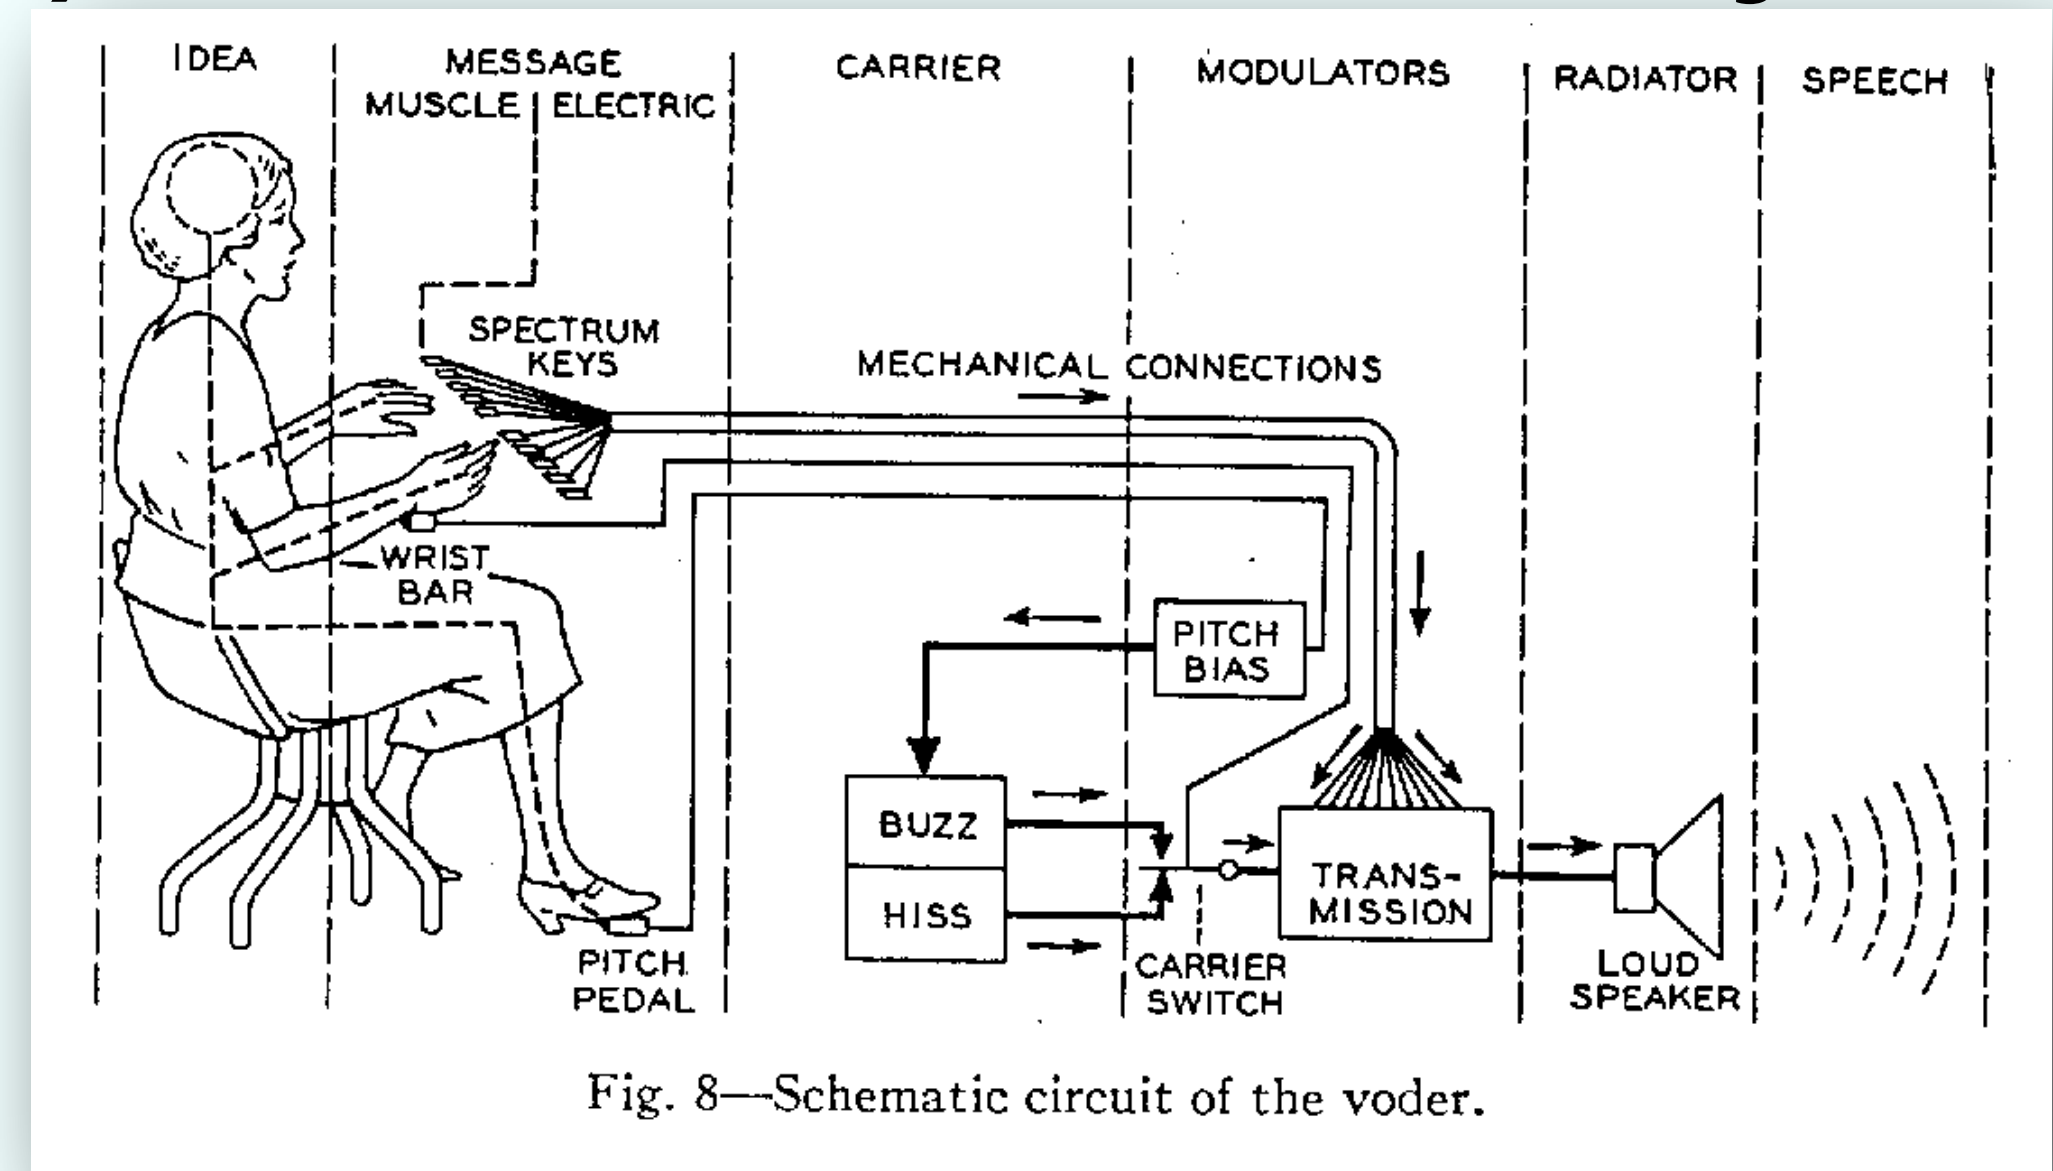 IDEA
MESSAGE
MUSCLE ELECTRIC
CARRIER
MODULATORS
RADIATOR
SPEECH
SPECTRUM
KEYS
MECHANICAL CONNECTIONS
WRIST
BAR
PITCH
BIAS
BUZZ
HISS
TRANS-
MISSION
CARRIER
SWITCH
PITCH
PEDAL
LOUD
SPEAKER
Fig. 8—Schematic circuit of the voder.